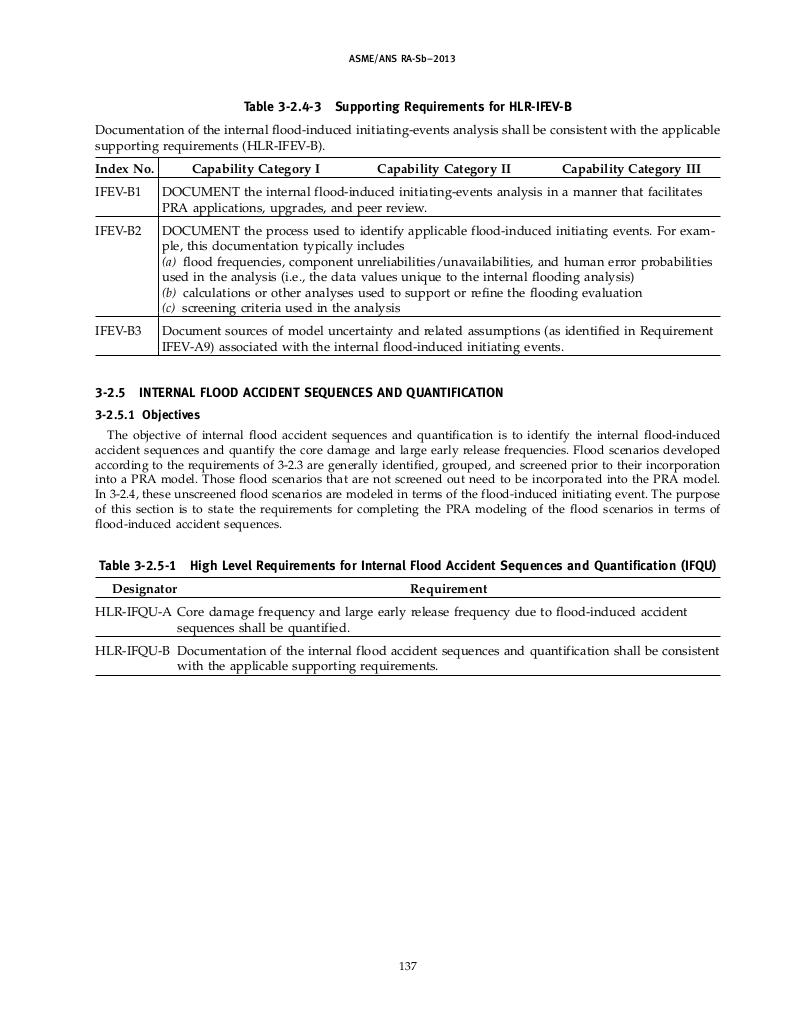 ASME/ANS RA-Sb–2013
Table 3-2.4-3 Supporting Requirements for HLR-IFEV-B
Documentation of the internal flood-induced initiating-events analysis shall be consistent with the applicable
supporting requirements (HLR-IFEV-B).
Index No. Capability Category I Capability Category II Capability Category III
IFEV-B1 DOCUMENT the internal flood-induced initiating-events analysis in a manner that facilitates
PRA applications, upgrades, and peer review.
IFEV-B2 DOCUMENT the process used to identify applicable flood-induced initiating events. For exam-
ple, this documentation typically includes
(a) flood frequencies, component unreliabilities/unavailabilities, and human error probabilities
used in the analysis (i.e., the data values unique to the internal flooding analysis)
(b) calculations or other analyses used to support or refine the flooding evaluation
(c) screening criteria used in the analysis
IFEV-B3 Document sources of model uncertainty and related assumptions (as identified in Requirement
IFEV-A9) associated with the internal flood-induced initiating events.
3-2.5 INTERNAL FLOOD ACCIDENT SEQUENCES AND QUANTIFICATION
3-2.5.1 Objectives
The objective of internal flood accident sequences and quantification is to identify the internal flood-induced
accident sequences and quantify the core damage and large early release frequencies. Flood scenarios developed
according to the requirements of 3-2.3 are generally identified, grouped, and screened prior to their incorporation
into a PRA model. Those flood scenarios that are not screened out need to be incorporated into the PRA model.
In 3-2.4, these unscreened flood scenarios are modeled in terms of the flood-induced initiating event. The purpose
of this section is to state the requirements for completing the PRA modeling of the flood scenarios in terms of
flood-induced accident sequences.
Table 3-2.5-1 High Level Requirements for Internal Flood Accident Sequences and Quantification (IFQU)
Designator Requirement
HLR-IFQU-A Core damage frequency and large early release frequency due to flood-induced accident
sequences shall be quantified.
HLR-IFQU-B Documentation of the internal flood accident sequences and quantification shall be consistent
with the applicable supporting requirements.
137